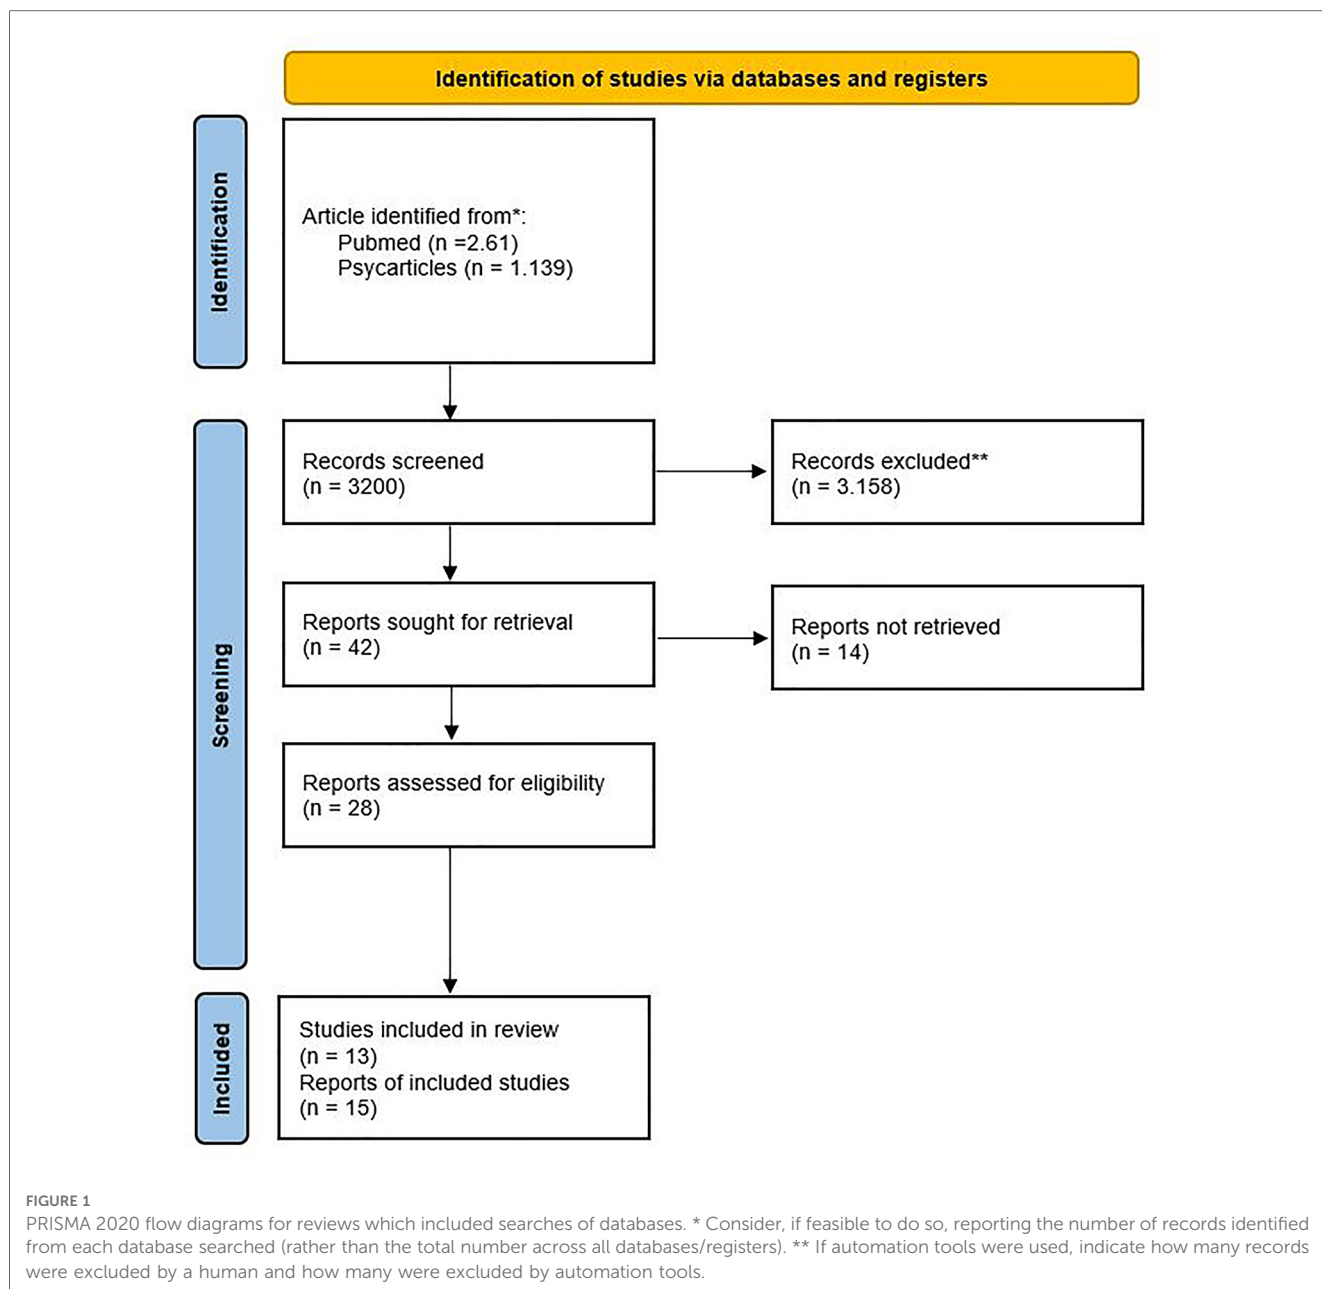 Identification of studies via databases and registers
Identification
Article identified from*:
Pubmed (n =2.61)
Psycarticles (n = 1.139)
Screening
Records screened
(n = 3200)
Records excluded**
(n = 3.158)
Reports sought for retrieval
(n = 42)
Reports not retrieved
(n = 14)
Reports assessed for eligibility
(n = 28)
Included
Studies included in review
(n = 13)
Reports of included studies
(n = 15)
FIGURE 1
PRISMA 2020 flow diagrams for reviews which included searches of databases. * Consider, if feasible to do so, reporting the number of records identified
from each database searched (rather than the total number across all databases/registers). ** If automation tools were used, indicate how many records
were excluded by a human and how many were excluded by automation tools.